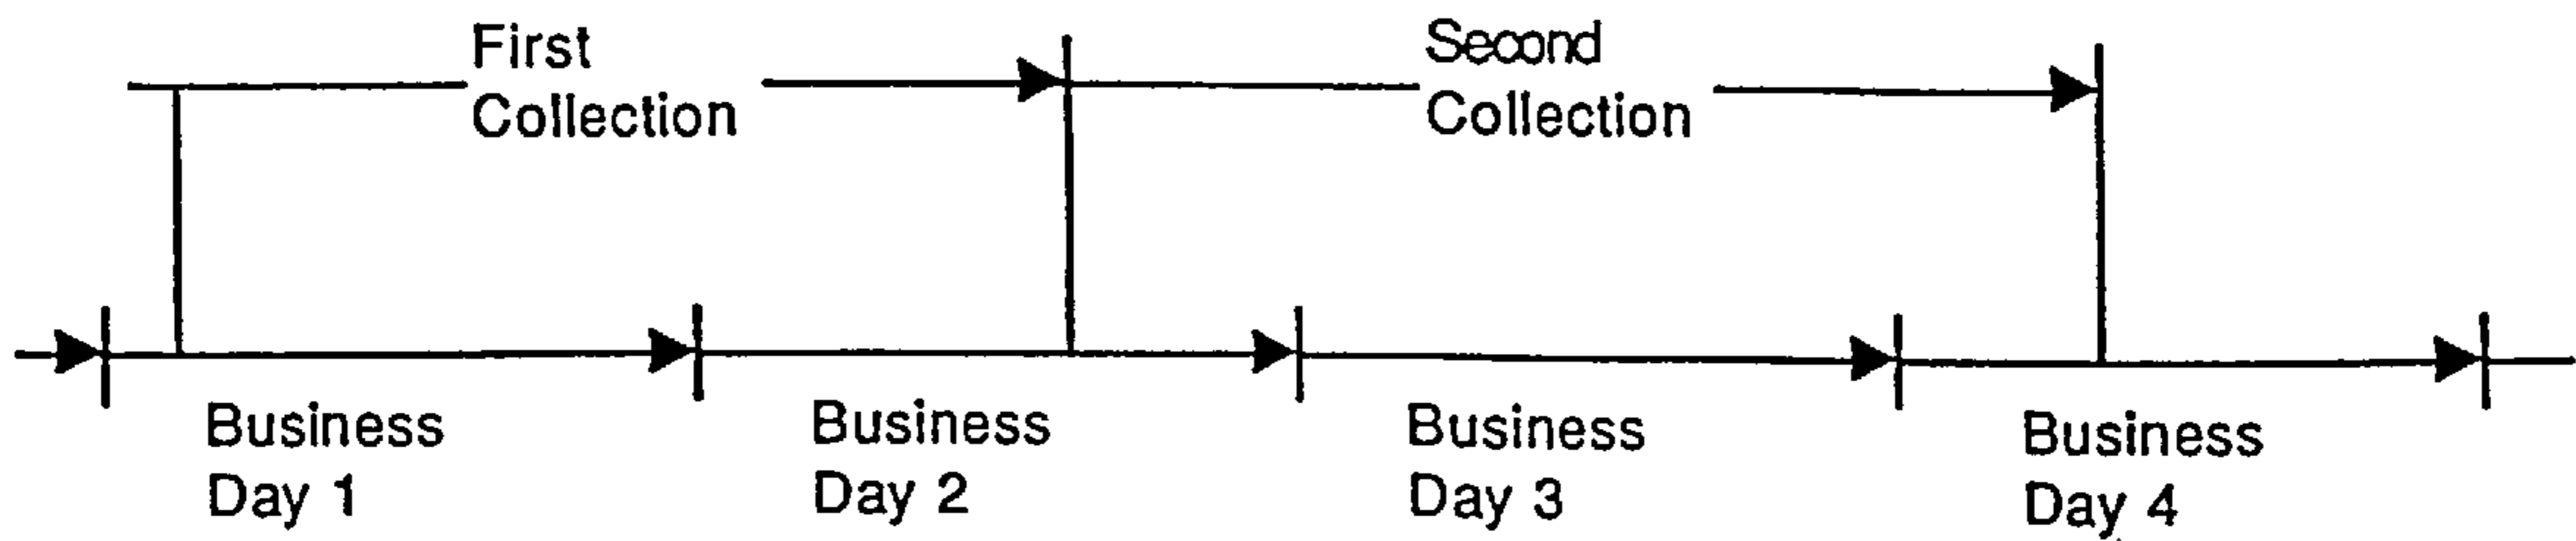 First
Collection
Second
Collection
Business
Day 1
Business
Day 2
Business
Day 3
Business
Day 4